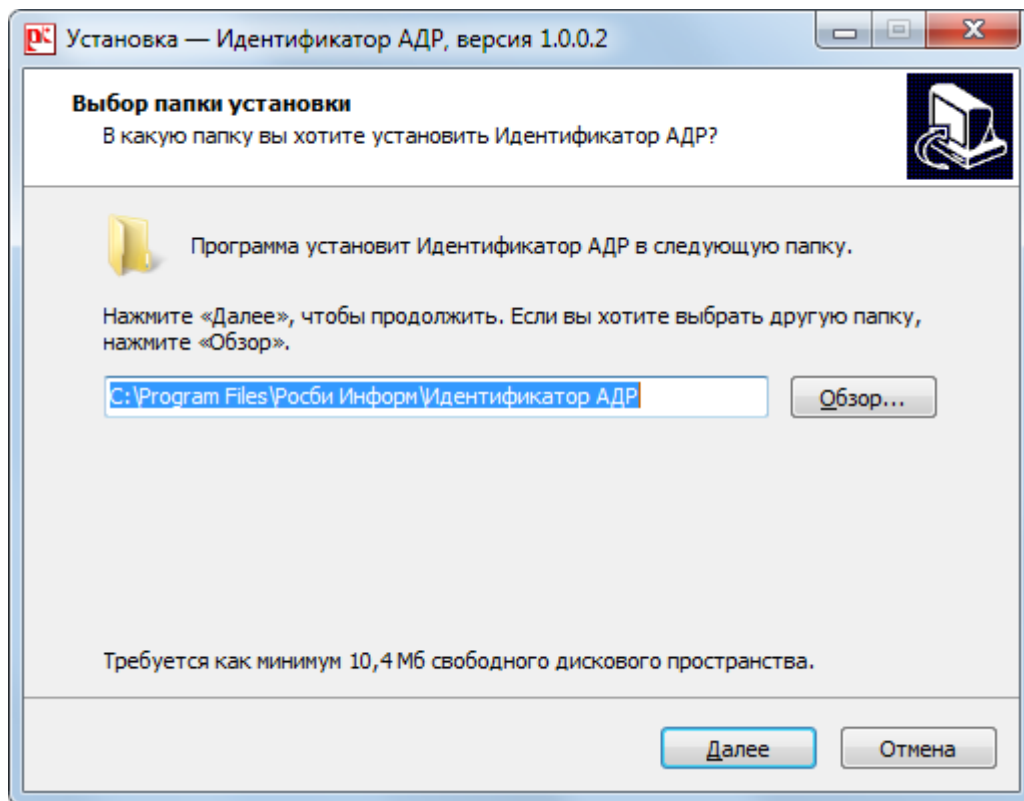 Установка — Идентификатор АДР, версия 1.0.0.2
Выбор папки установки
В какую папку вы хотите установить Идентификатор АДР?
Программа установит Идентификатор АДР в следующую папку.
Нажмите «Далее», чтобы продолжить. Если вы хотите выбрать другую папку,
нажмите «Обзор».
C:\Program Files\Росби Информ\Идентификатор АДР
Обзор...
Требуется как минимум 10,4 Мб свободного дискового пространства.
Далее
Отмена